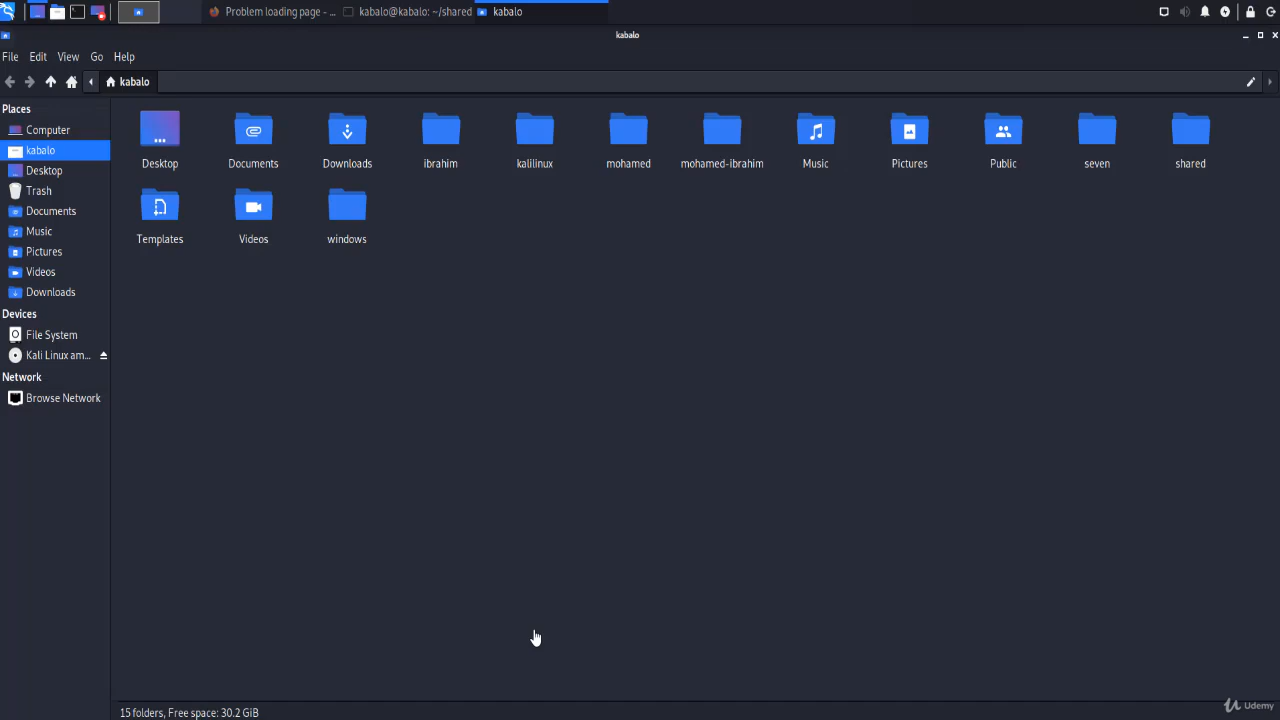 Problem loading page - ...
kabalo@kabalo: ~/shared
kabalo
kabalo
File Edit View Go Help
kabalo
Places
Computer
kabalo
Desktop
Trash
Documents
Music
Pictures
Videos
Downloads
Devices
File System
Kali Linux am...
Network
Browse Network
Desktop Documents Downloads ibrahim kalilinux mohamed mohamed-ibrahim Music Pictures Public seven shared
Templates Videos windows
15 folders, Free space: 30.2 GiB
Udemy